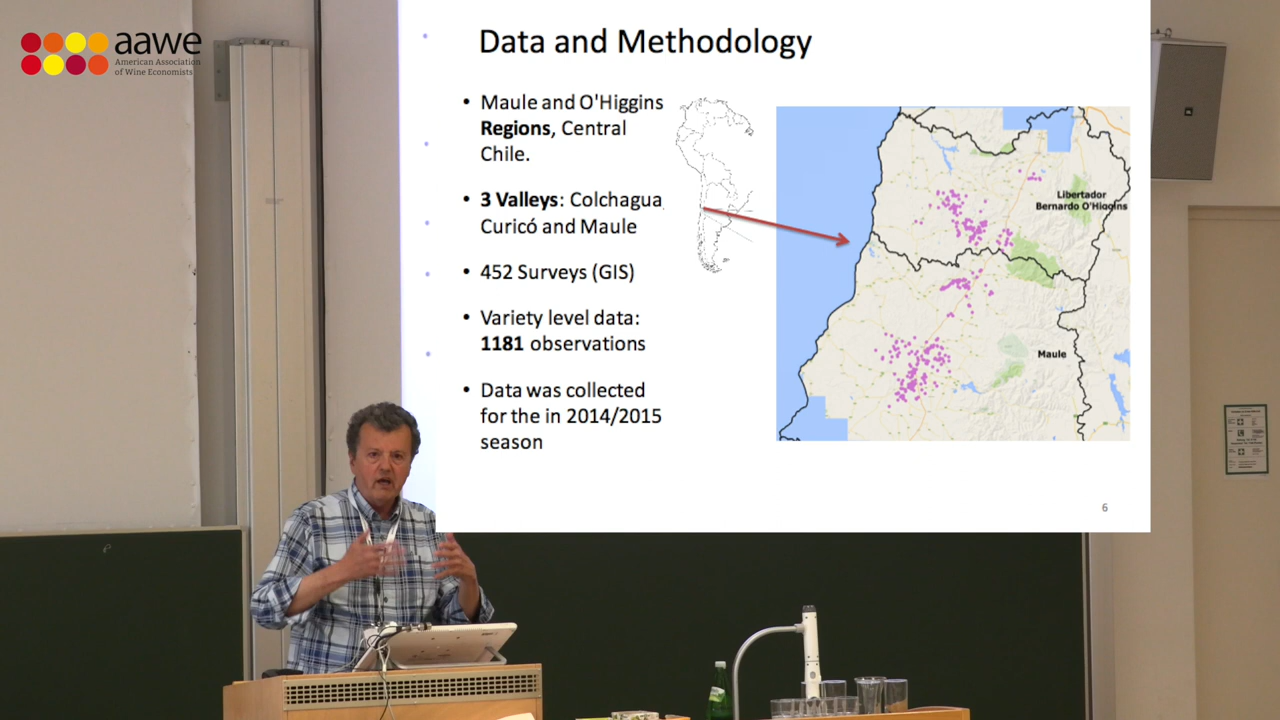 aawe
American Association
of Wine Economists
Data and Methodology
• Maule and O'Higgins
Regions, Central
Chile.
• 3 Valleys: Colchagua
Curicó and Maule
• 452 Surveys (GIS)
• Variety level data:
1181 observations
• Data was collected
for the in 2014/2015
season
Libertador
Bernardo O'Higgins
Maule
6